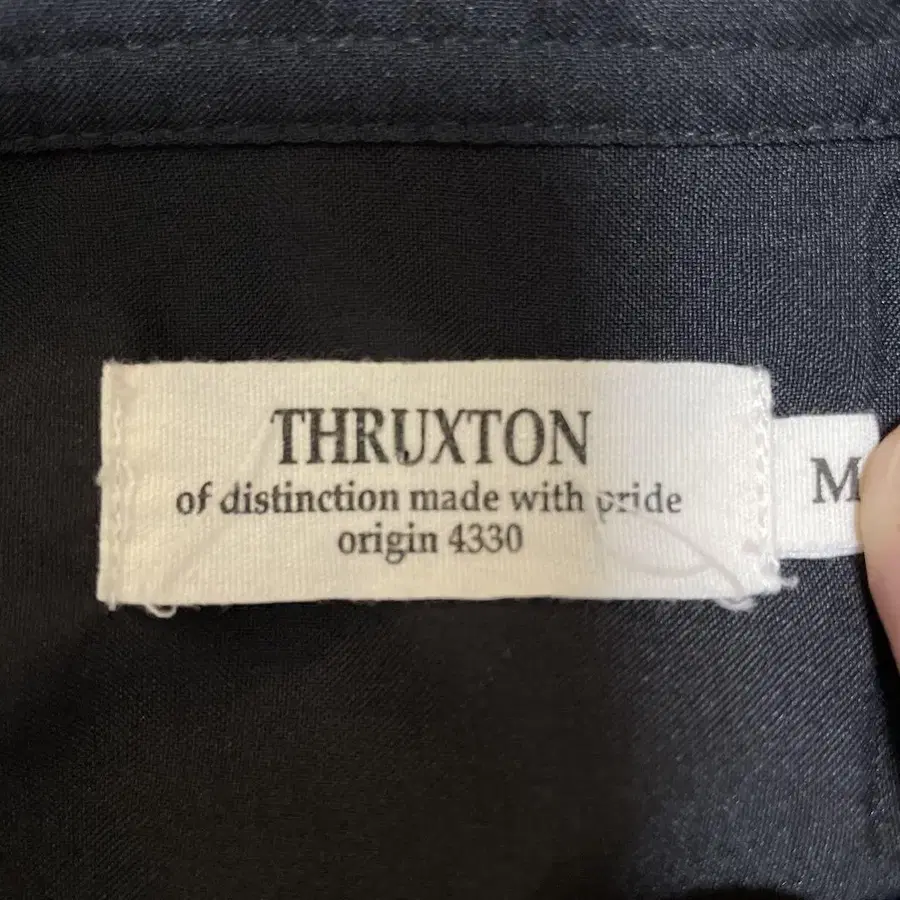 THRUXTON
of distinction made with pride
origin 4330
M